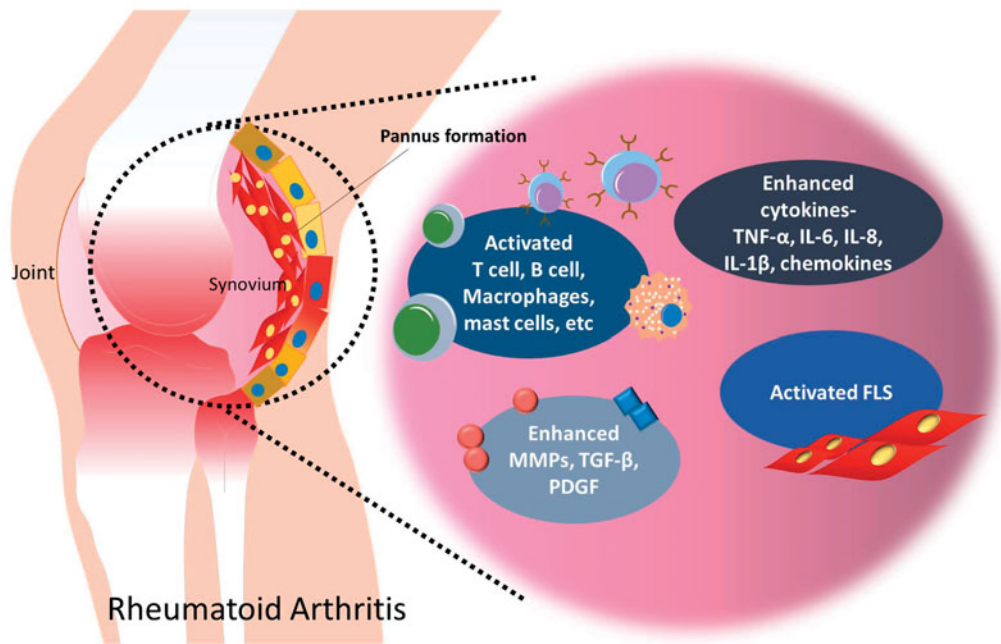 Pannus formation
Joint
Synovium
Rheumatoid Arthritis
Activated
T cell, B cell,
Macrophages,
mast cells, etc
Enhanced
cytokines-
TNF-α, IL-6, IL-8,
IL-1β, chemokines
Enhanced
MMPs, TGF-β,
PDGF
Activated FLS